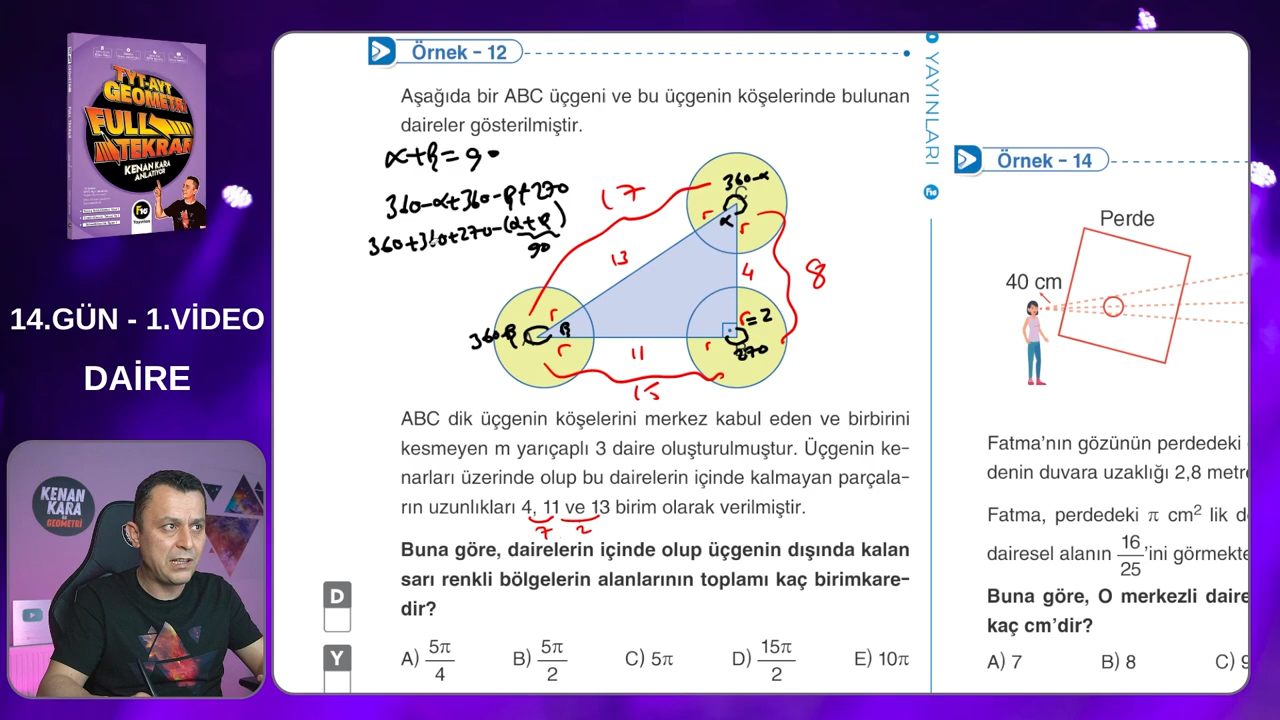 TYT-AYT
GEOMETRİ
FULL
TEKRAR
KENAN KARA
ANLATIYOR
14.GÜN - 1.VİDEO
DAİRE
KENAN
KARA
GEOMETRİ
Örnek - 12
Aşağıda bir ABC üçgeni ve bu üçgenin köşelerinde bulunan
daireler gösterilmiştir.
α+β=90
360-α+360-β+270
360+360+270-(α+β)
90
17
360-α
α
r
r
13
4
8
360-β
β
r
r
11
r
r=2
270
15
ABC dik üçgenin köşelerini merkez kabul eden ve birbirini
kesmeyen m yarıçaplı 3 daire oluşturulmuştur. Üçgenin ke-
narları üzerinde olup bu dairelerin içinde kalmayan parçala-
rın uzunlukları 4, 11 ve 13 birim olarak verilmiştir.
7 2
Buna göre, dairelerin içinde olup üçgenin dışında kalan
sarı renkli bölgelerin alanlarının toplamı kaç birimkare-
dir?
A) 5π/4 B) 5π/2 C) 5π D) 15π/2 E) 10π
D
Y
YAYINLARI
Örnek - 14
Perde
40 cm
Fatma'nın gözünün perdedeki
denin duvara uzaklığı 2,8 metre
Fatma, perdedeki π cm² lik d
dairesel alanın 16/25'ini görmekte
Buna göre, O merkezli daire
kaç cm'dir?
A) 7 B) 8 C) 9